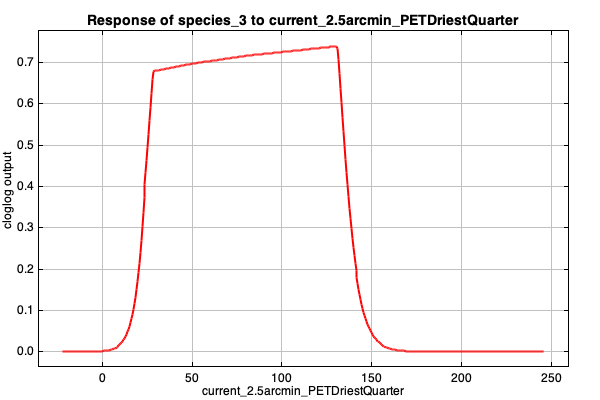 Response of species_3 to current_2.5arcmin_PETDriestQuarter
0.7
0.6
0.5
0.4
0.3
0.2
0.1
0.0
cloglog output
0 50 100 150 200 250
current_2.5arcmin_PETDriestQuarter